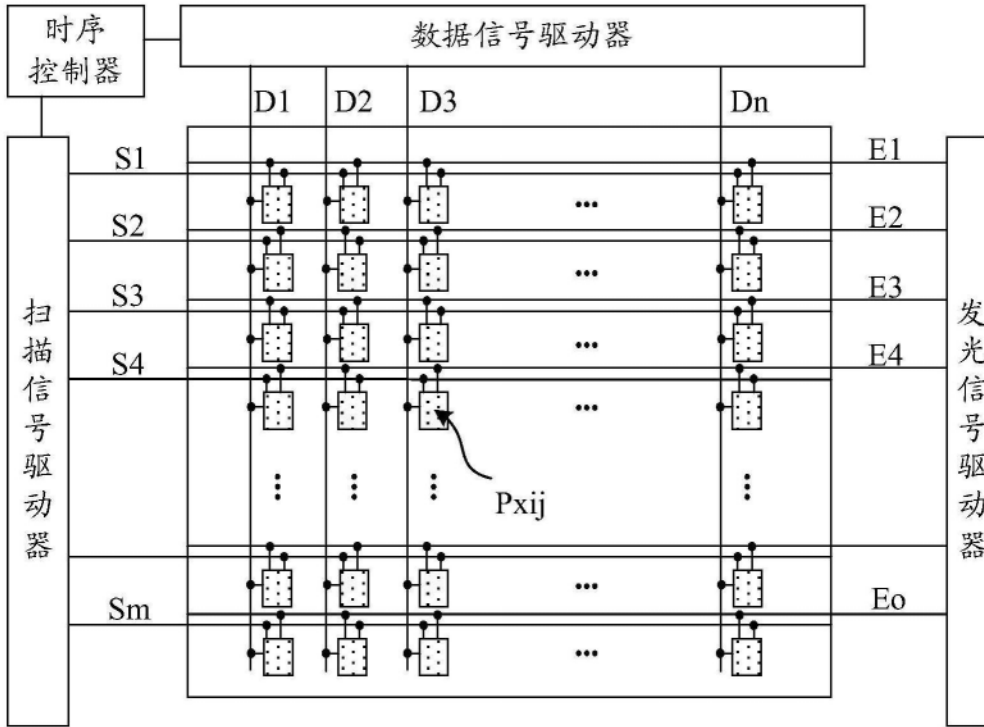 时序
控制器
数据信号驱动器
D1 D2 D3 Dn
S1 E1
S2 E2
S3 E3
S4 E4
扫描信号驱动器
发光信号驱动器
...
...
...
...
Pxij
...
Sm Eo
...